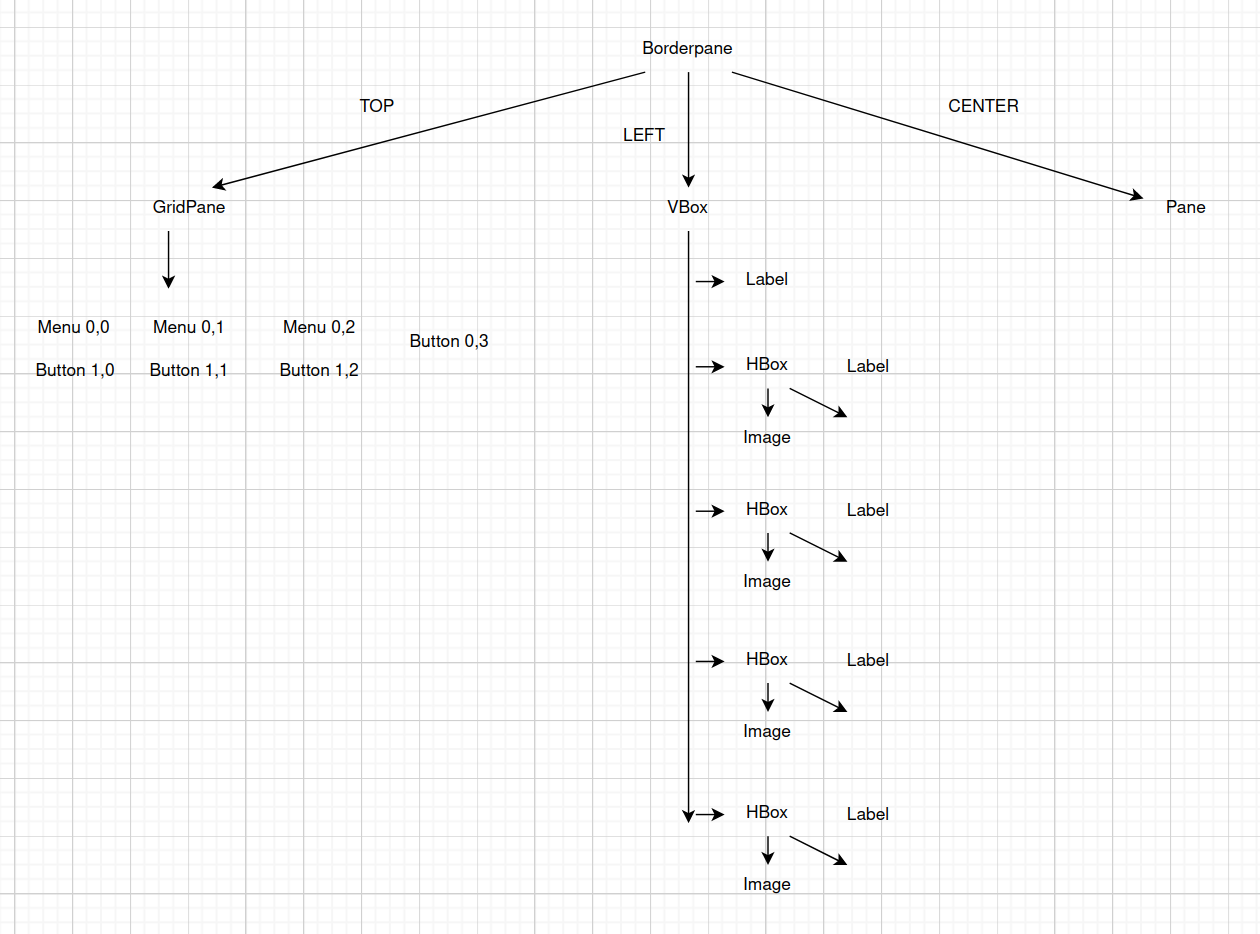 Borderpane
TOP
CENTER
LEFT
GridPane
VBox
Pane
Label
Menu 0,0
Menu 0,1
Menu 0,2
Button 0,3
Button 1,0
Button 1,1
Button 1,2
HBox
Label
Image
HBox
Label
Image
HBox
Label
Image
HBox
Label
Image